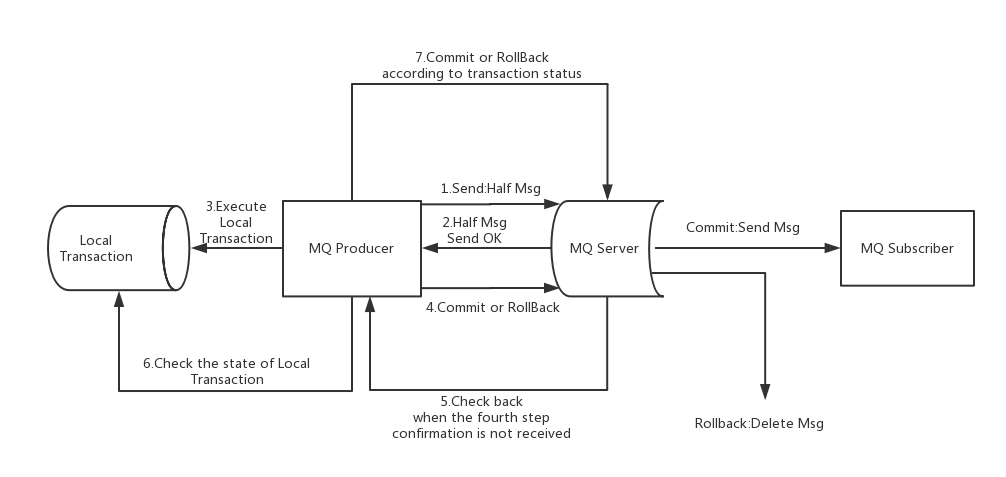 7.Commit or RollBack
according to transaction status
1.Send:Half Msg
3.Execute
Local
Transaction
2.Half Msg
Send OK
Commit:Send Msg
Local
Transaction
MQ Producer
MQ Server
MQ Subscriber
4.Commit or RollBack
6.Check the state of Local
Transaction
5.Check back
when the fourth step
confirmation is not received
Rollback:Delete Msg